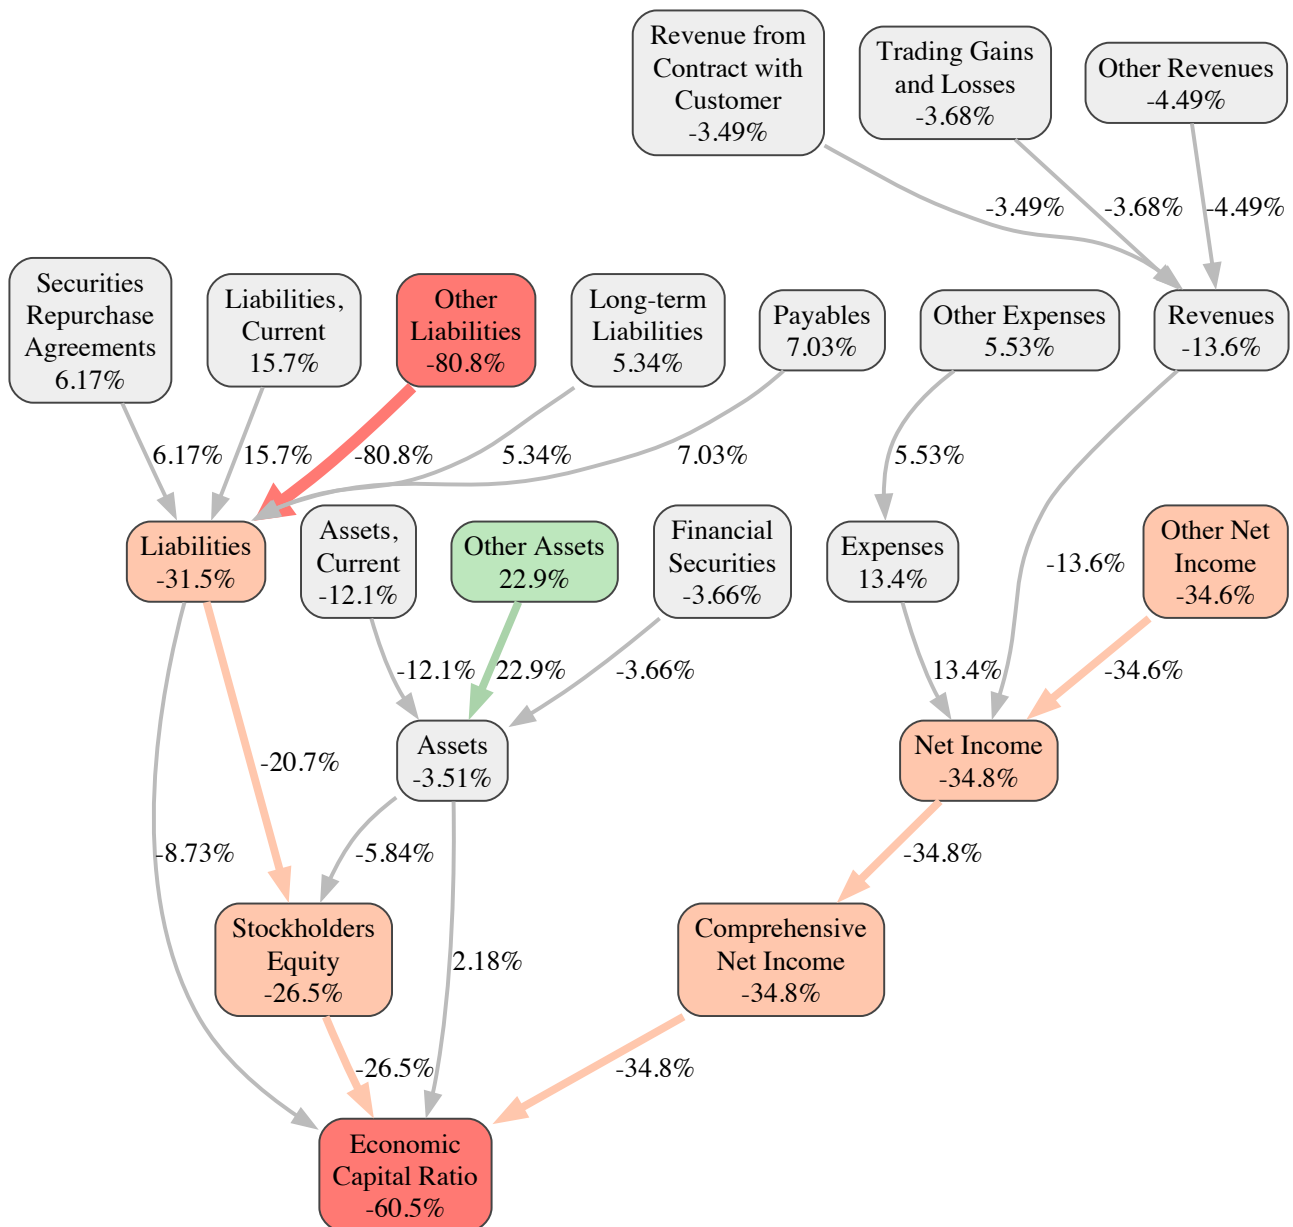 Revenue from
Contract with
Customer
-3.49%
Trading Gains
and Losses
-3.68%
Other Revenues
-4.49%
-3.49%
-3.68%
-4.49%
Securities
Repurchase
Agreements
6.17%
Liabilities,
Current
15.7%
Other
Liabilities
-80.8%
Long-term
Liabilities
5.34%
Payables
7.03%
Other Expenses
5.53%
Revenues
-13.6%
6.17%
15.7%
-80.8%
5.34%
7.03%
5.53%
-13.6%
Liabilities
-31.5%
Assets,
Current
-12.1%
Other Assets
22.9%
Financial
Securities
-3.66%
Expenses
13.4%
Other Net
Income
-34.6%
-12.1%
22.9%
-3.66%
13.4%
-34.6%
-20.7%
Assets
-3.51%
Net Income
-34.8%
-8.73%
-5.84%
-34.8%
Stockholders
Equity
-26.5%
2.18%
Comprehensive
Net Income
-34.8%
-26.5%
-34.8%
Economic
Capital Ratio
-60.5%